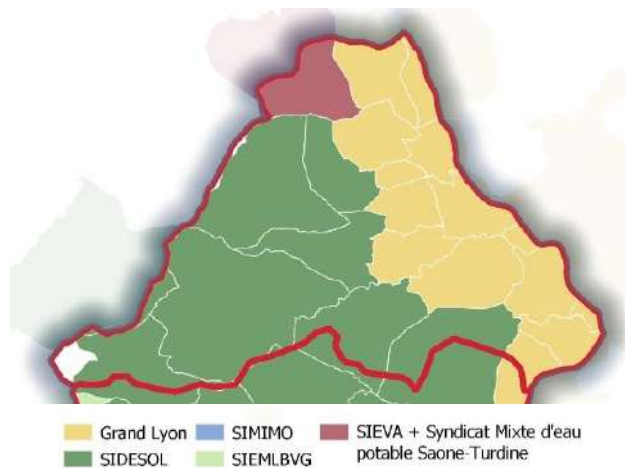 Grand Lyon
SIMIMO
SIEVA + Syndicat Mixte d'eau
potable Saone-Turdine
SIDESOL
SIEMLBVG